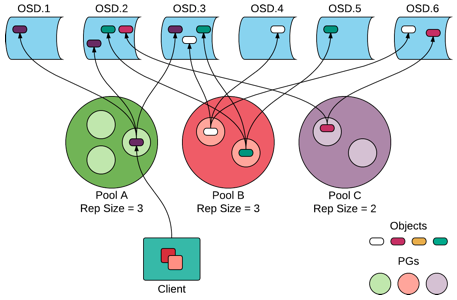 OSD.1
OSD.2
OSD.3
OSD.4
OSD.5
OSD.6
Pool A
Rep Size = 3
Pool B
Rep Size = 3
Pool C
Rep Size = 2
Objects
PGs
Client